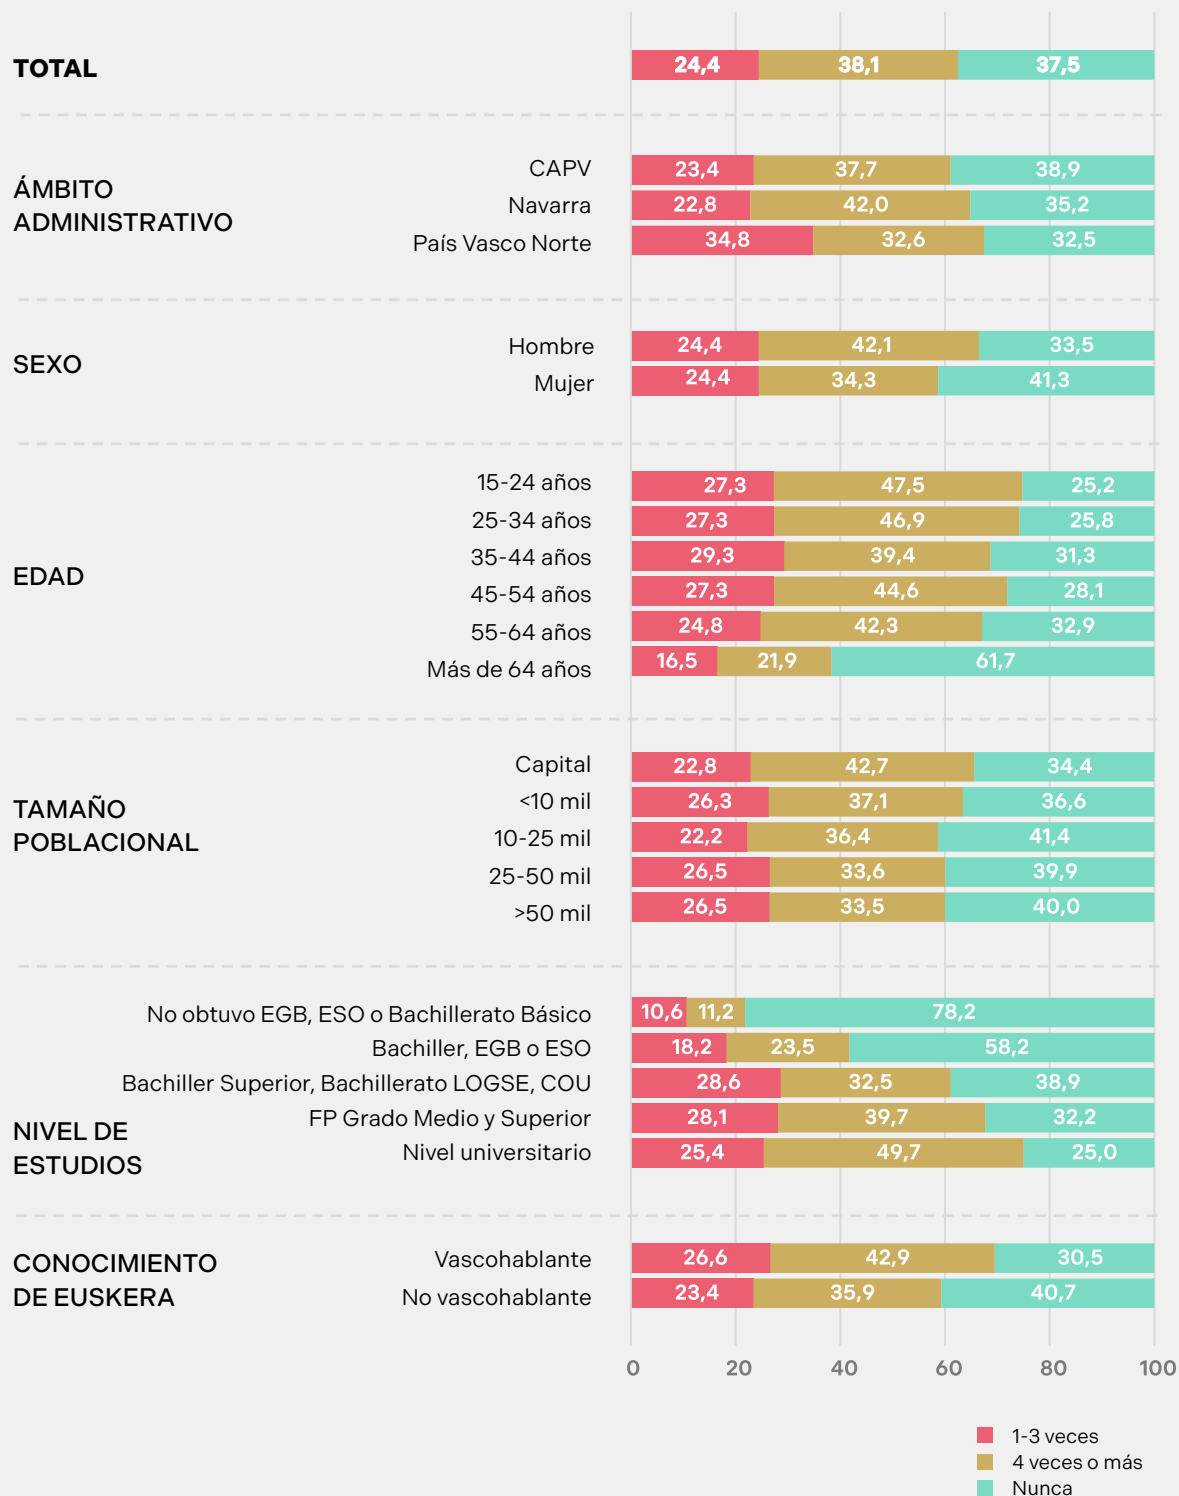 TOTAL
24,4 38,1 37,5
ÁMBITO
ADMINISTRATIVO
CAPV 23,4 37,7 38,9
Navarra 22,8 42,0 35,2
País Vasco Norte 34,8 32,6 32,5
SEXO
Hombre 24,4 42,1 33,5
Mujer 24,4 34,3 41,3
EDAD
15-24 años 27,3 47,5 25,2
25-34 años 27,3 46,9 25,8
35-44 años 29,3 39,4 31,3
45-54 años 27,3 44,6 28,1
55-64 años 24,8 42,3 32,9
Más de 64 años 16,5 21,9 61,7
TAMAÑO
POBLACIONAL
Capital 22,8 42,7 34,4
<10 mil 26,3 37,1 36,6
10-25 mil 22,2 36,4 41,4
25-50 mil 26,5 33,6 39,9
>50 mil 26,5 33,5 40,0
NIVEL DE
ESTUDIOS
No obtuvo EGB, ESO o Bachillerato Básico 10,6 11,2 78,2
Bachiller, EGB o ESO 18,2 23,5 58,2
Bachiller Superior, Bachillerato LOGSE, COU 28,6 32,5 38,9
FP Grado Medio y Superior 28,1 39,7 32,2
Nivel universitario 25,4 49,7 25,0
CONOCIMIENTO
DE EUSKERA
Vascohablante 26,6 42,9 30,5
No vascohablante 23,4 35,9 40,7
0 20 40 60 80 100
1-3 veces
4 veces o más
Nunca